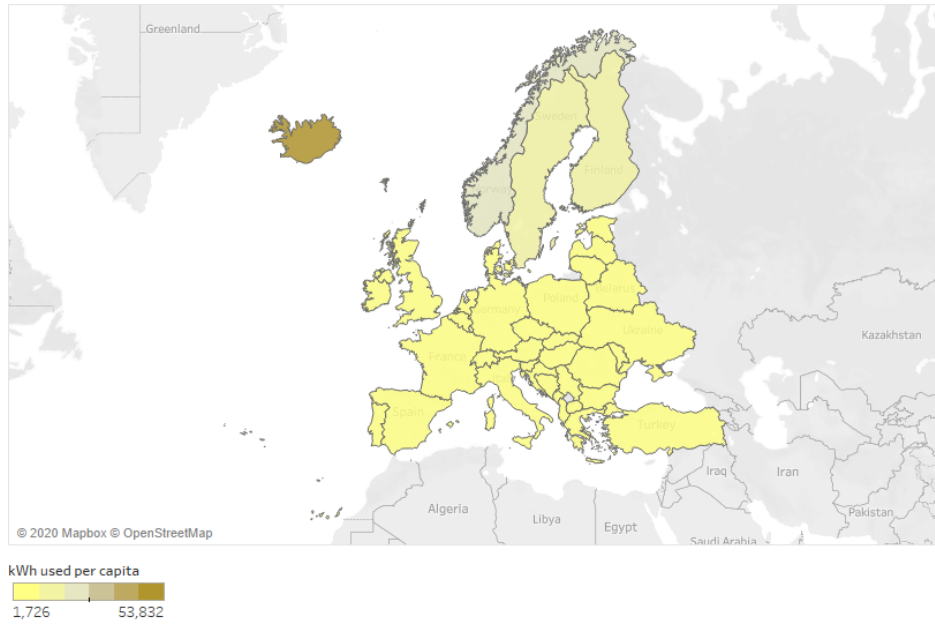 Greenland
Sweden
Finland
Norway
Belarus
Poland
Germany
Ukraine
Kazakhstan
France
Spain
Turkey
Iraq
Iran
Algeria
Libya
Egypt
Pakistan
Saudi Arabia
© 2020 Mapbox © OpenStreetMap
kWh used per capita
1,726 53,832